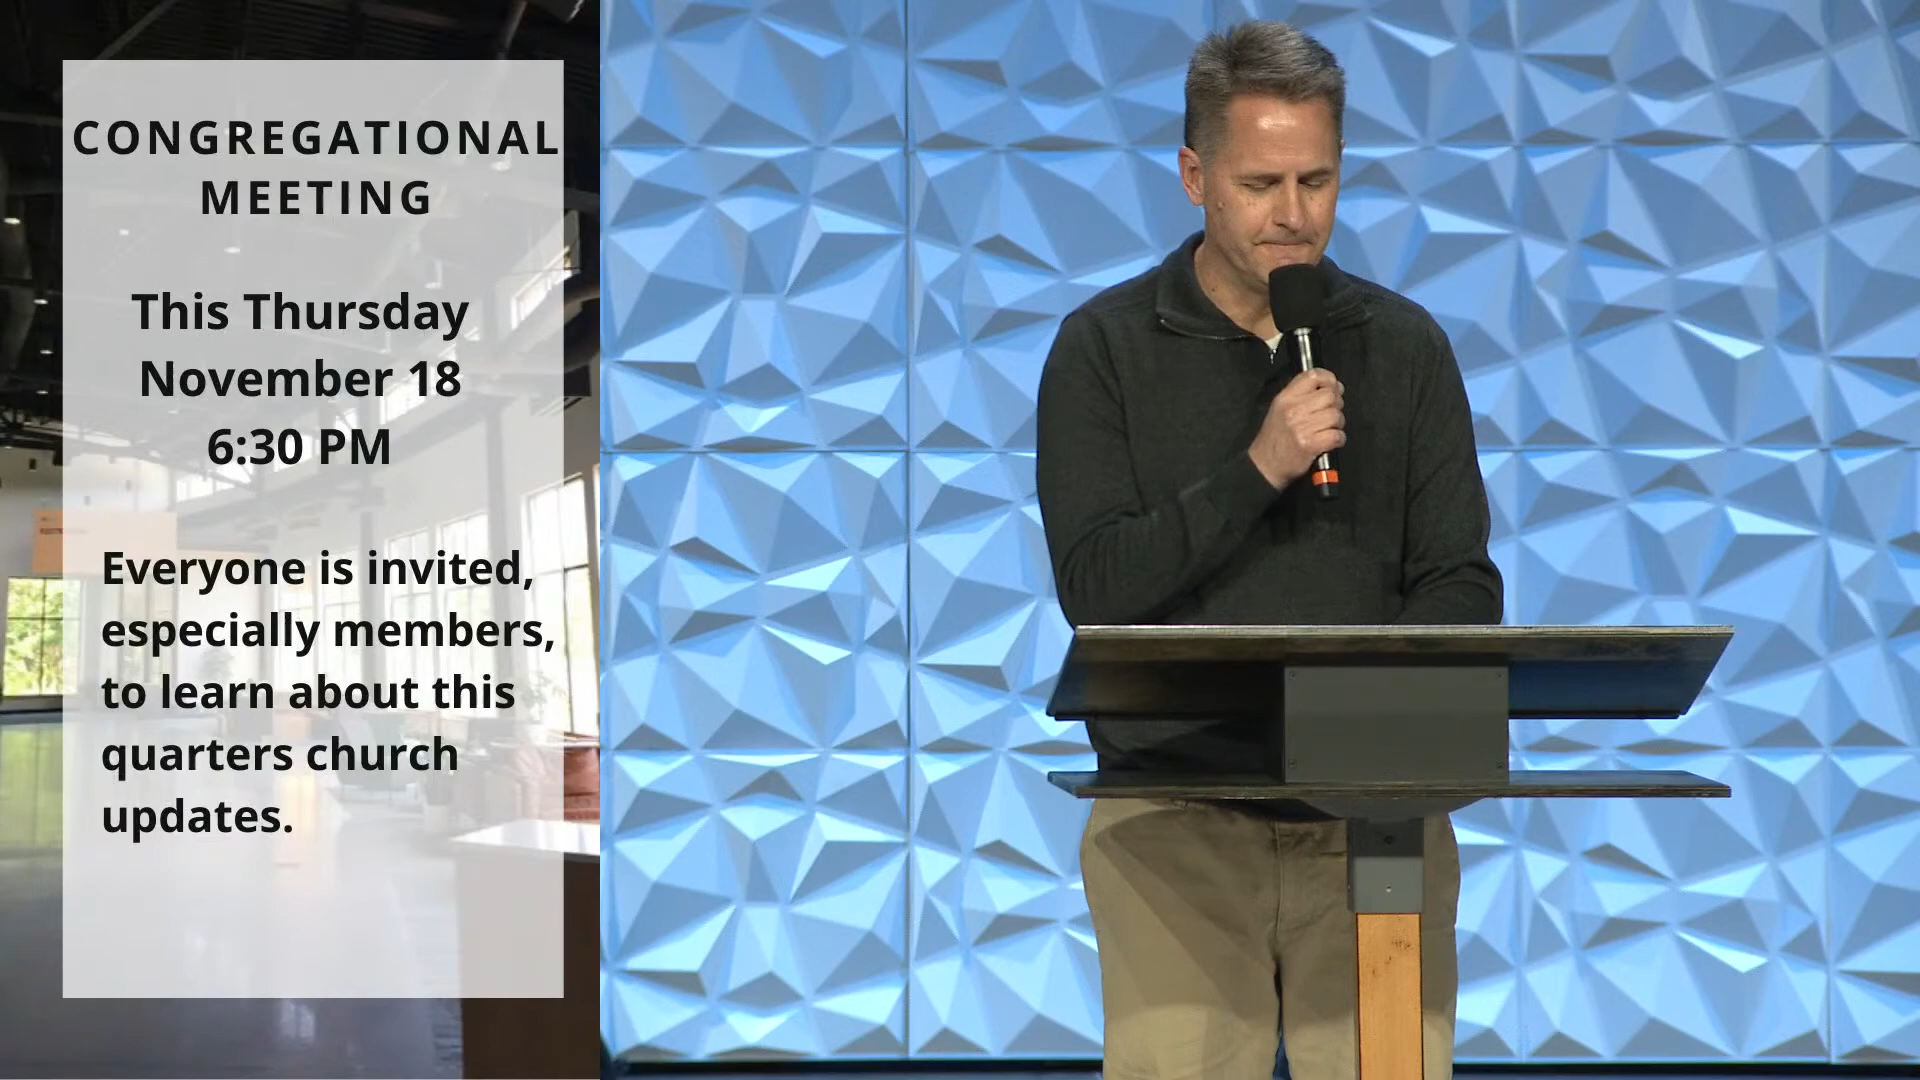 CONGREGATIONAL
MEETING
This Thursday
November 18
6:30 PM
Everyone is invited,
especially members,
to learn about this
quarters church
updates.